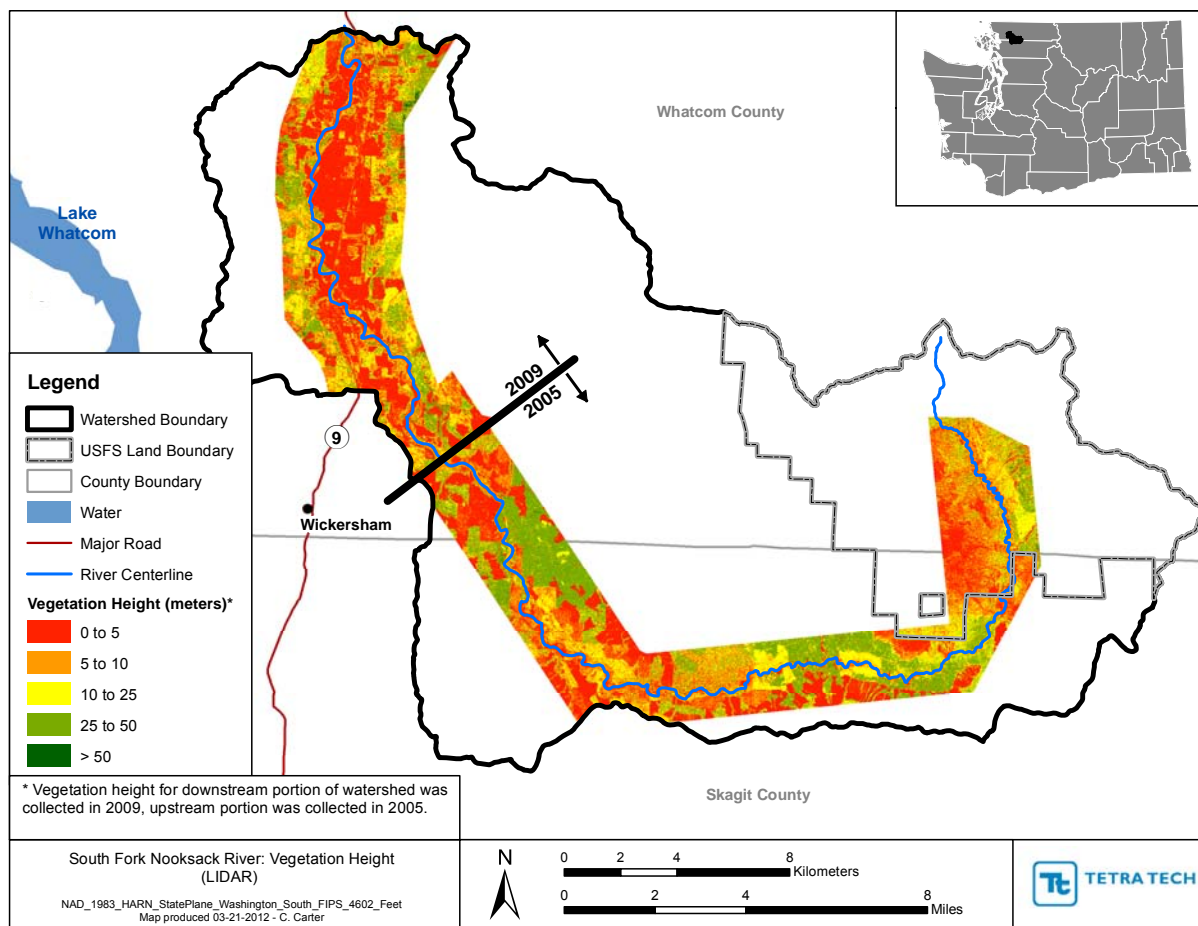 Whatcom County
Lake
Whatcom
2009
2005
Legend
Watershed Boundary
USFS Land Boundary
County Boundary
Water
Major Road
River Centerline
Vegetation Height (meters)*
0 to 5
5 to 10
10 to 25
25 to 50
> 50
9
Wickersham
Skagit County
* Vegetation height for downstream portion of watershed was
collected in 2009, upstream portion was collected in 2005.
South Fork Nooksack River: Vegetation Height
(LIDAR)
NAD_1983_HARN_StatePlane_Washington_South_FIPS_4602_Feet
Map produced 03-21-2012 - C. Carter
N
0 2 4 8
Kilometers
0 2 4 8
Miles
Tt TETRA TECH